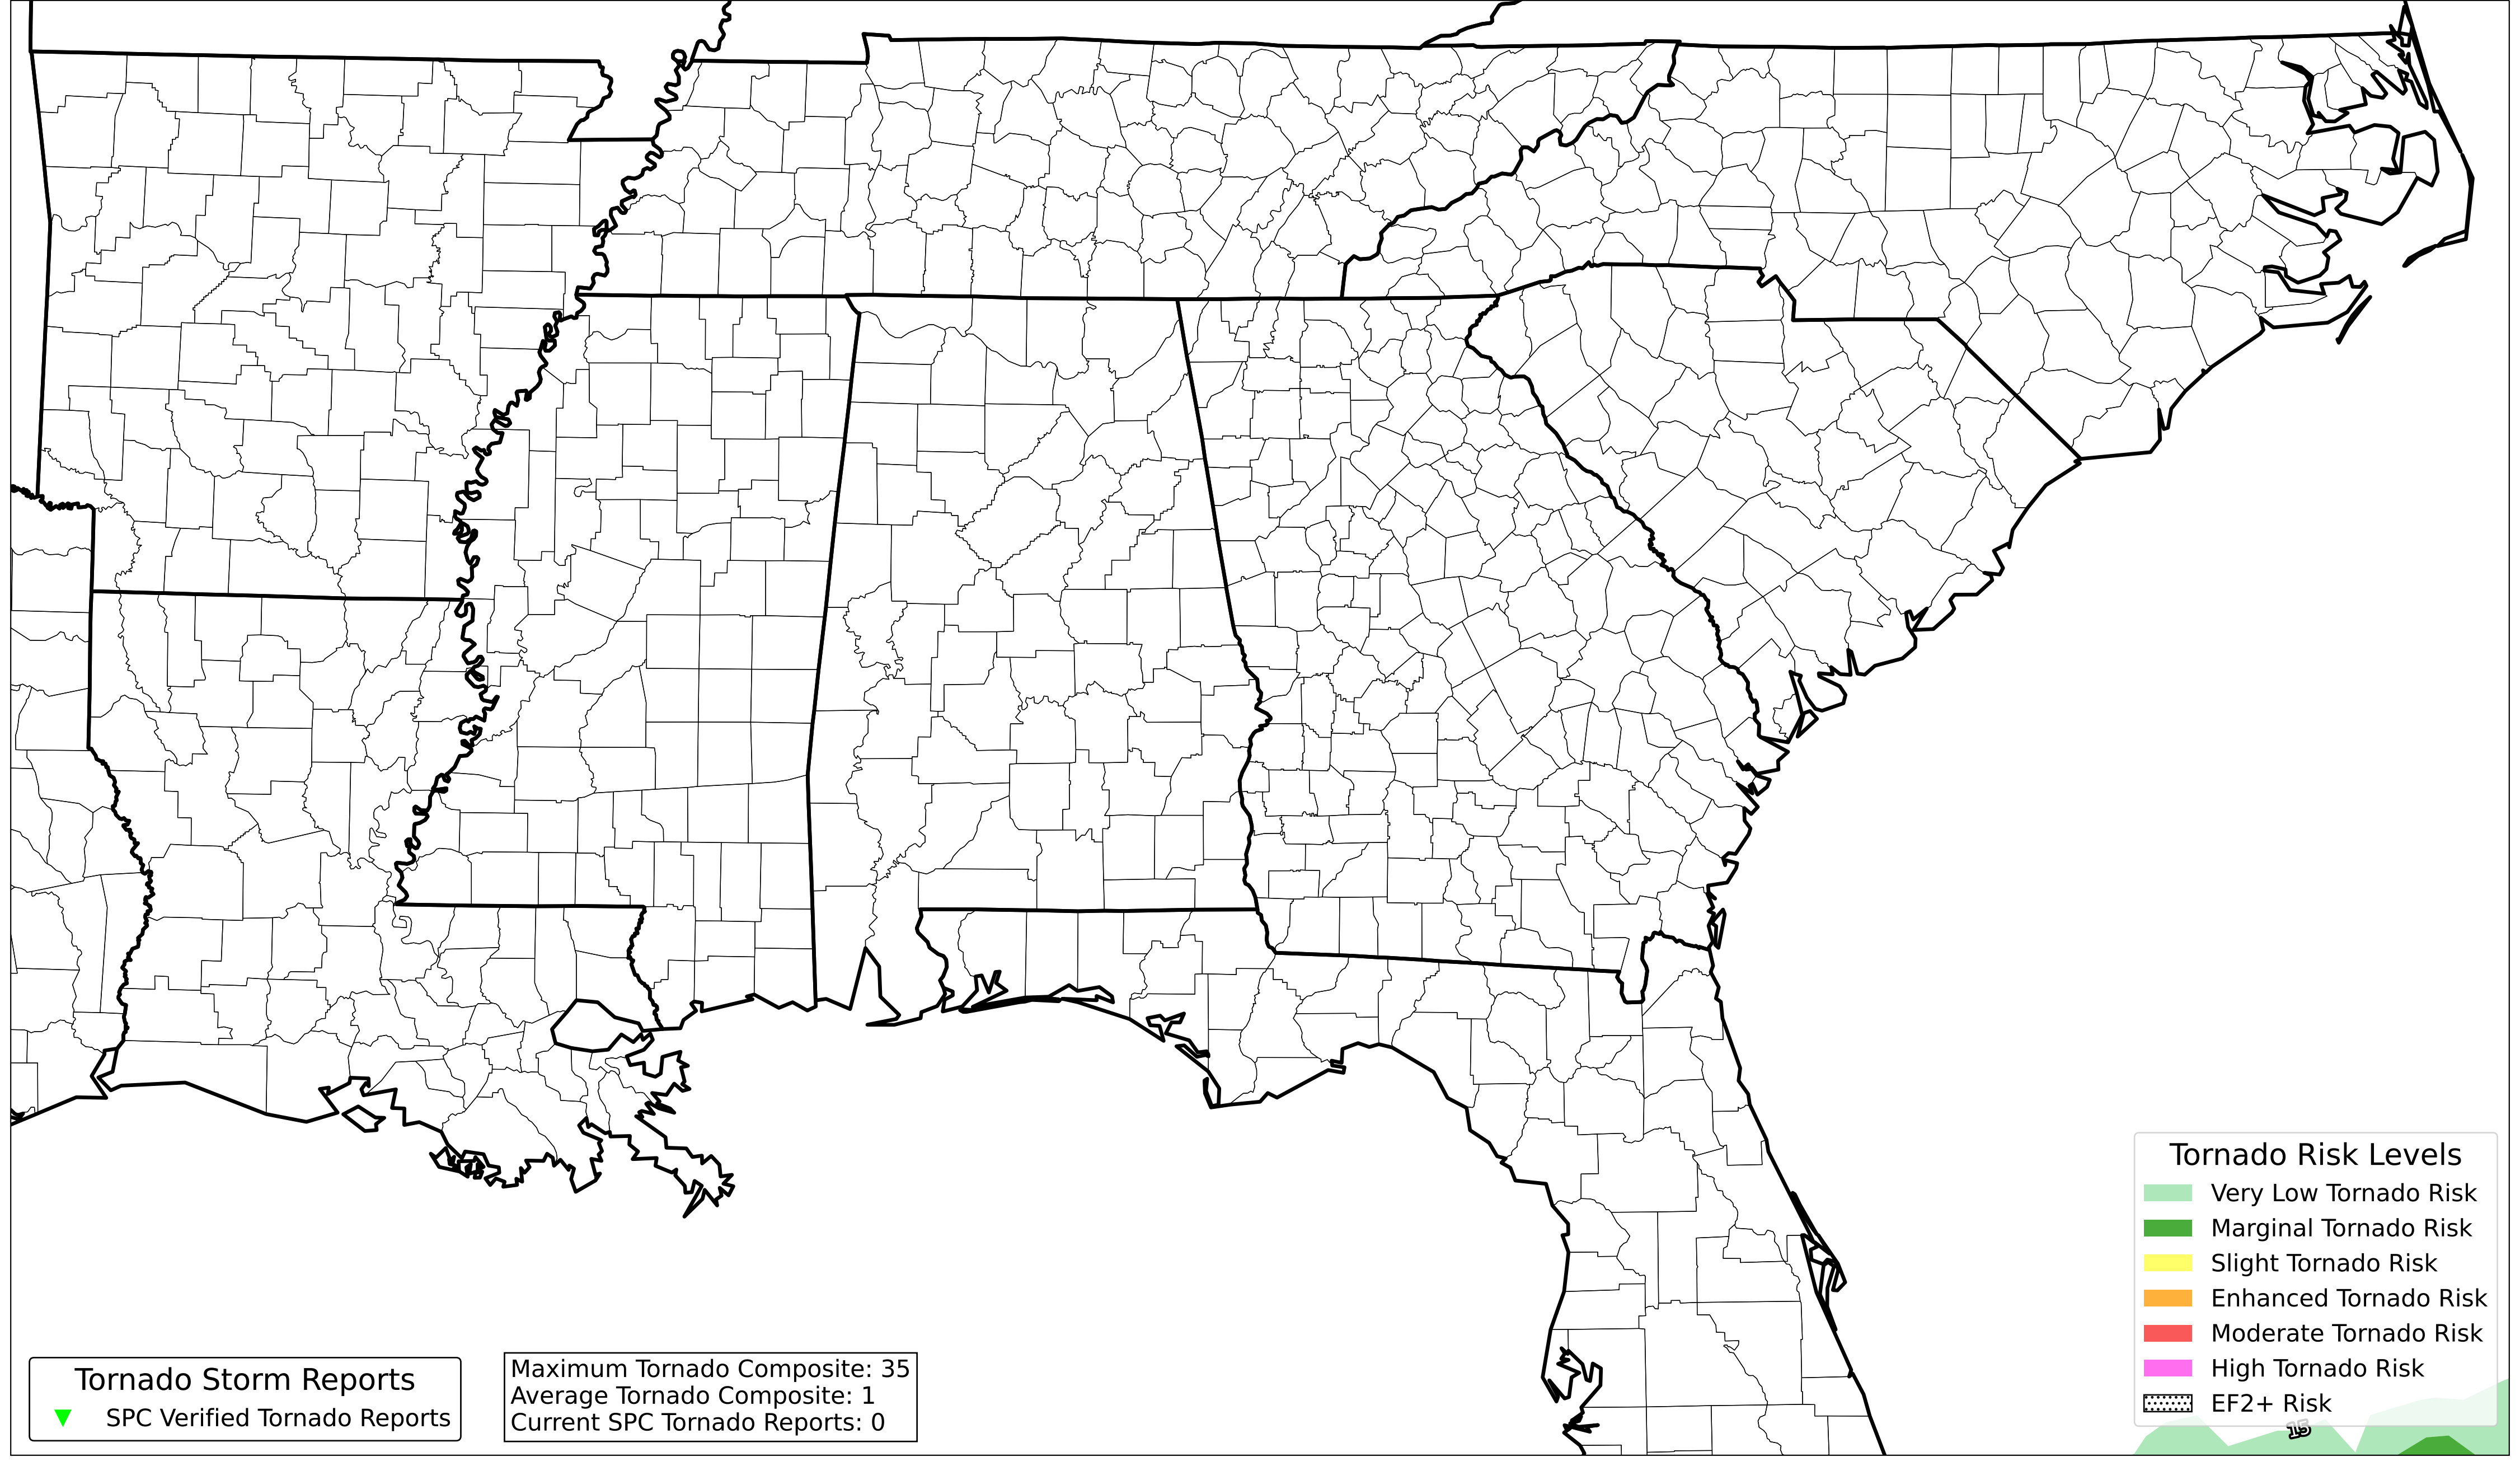 Tornado Risk Levels
Very Low Tornado Risk
Marginal Tornado Risk
Slight Tornado Risk
Enhanced Tornado Risk
Moderate Tornado Risk
High Tornado Risk
EF2+ Risk
15
Tornado Storm Reports
SPC Verified Tornado Reports
Maximum Tornado Composite: 35
Average Tornado Composite: 1
Current SPC Tornado Reports: 0